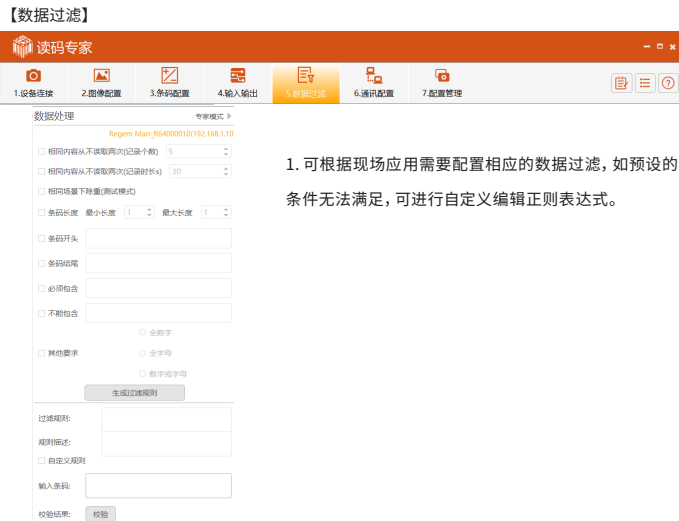 【数据过滤】
读码专家
1.设备连接 2.图像配置 3.条码配置 4.输入输出 5.数据过滤 6.通讯配置 7.配置管理
数据处理 专家模式
Regem Marr_R64000010(192.168.1.10
相同内容从不读取两次(记录个数) 5
相同内容从不读取两次(记录时长s) 30
相同场景下除重(测试模式)
条码长度 最小长度 1 最大长度 1
条码开头
条码结尾
必须包含
不能包含
全数字
其他要求 全字母
数字或字母
生成过滤规则
过滤规则:
规则描述:
自定义规则
输入条码:
校验结果: 校验
1. 可根据现场应用需要配置相应的数据过滤，如预设的
条件无法满足，可进行自定义编辑正则表达式。